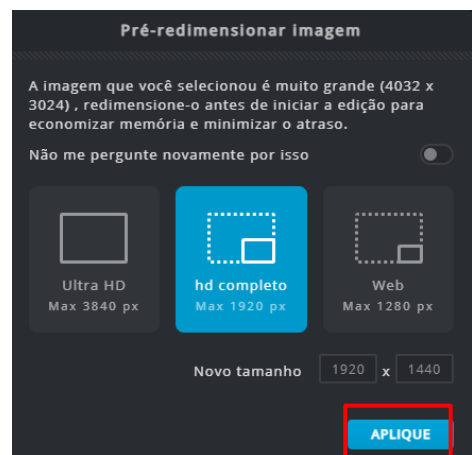 Pré-redimensionar imagem
A imagem que você selecionou é muito grande (4032 x
3024) , redimensione-o antes de iniciar a edição para
economizar memória e minimizar o atraso.
Não me pergunte novamente por isso
Ultra HD
Max 3840 px
hd completo
Max 1920 px
Web
Max 1280 px
Novo tamanho 1920 x 1440
APLIQUE